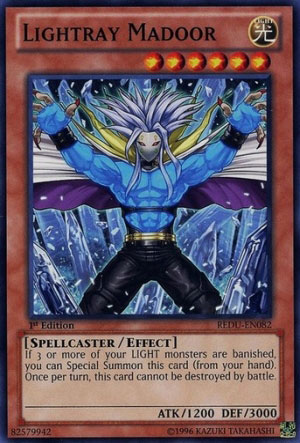 LIGHTRAY MADOOR
LIGHT
光
1st Edition
REDU-EN082
[SPELLCASTER / EFFECT]
If 3 or more of your LIGHT monsters are banished,
you can Special Summon this card (from your hand).
Once per turn, this card cannot be destroyed by battle.
ATK/1200 DEF/3000
82579942
©1996 KAZUKI TAKAHASHI